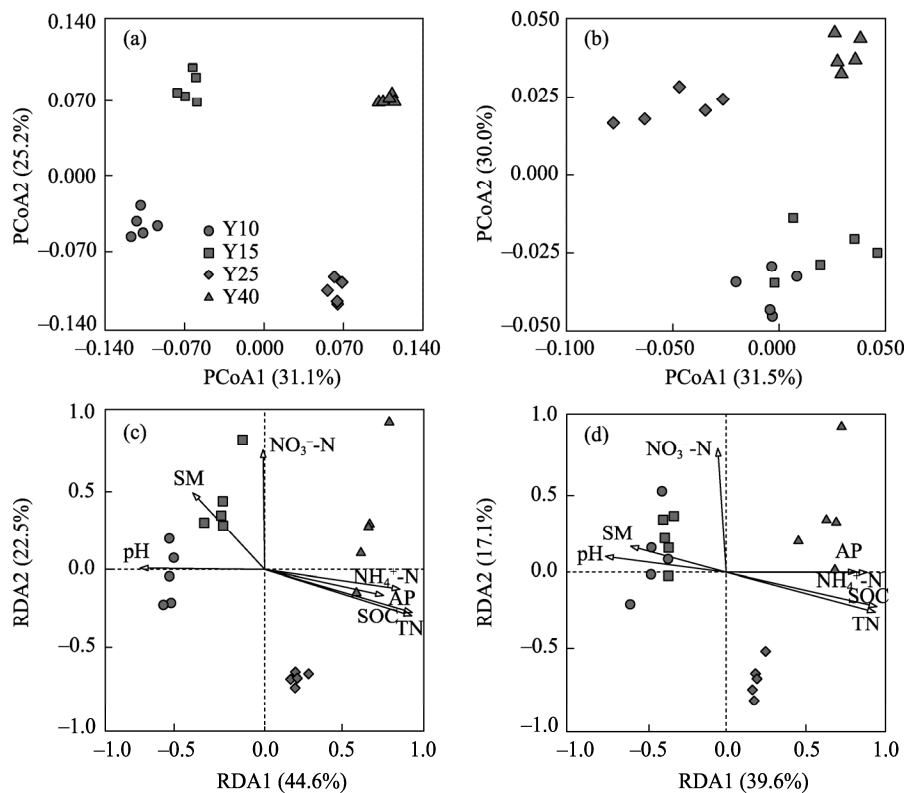 (a)
0.140
0.070
0.000
−0.070
−0.140
PCoA2 (25.2%)
Y10
Y15
Y25
Y40
−0.140 −0.070 0.000 0.070 0.140
PCoA1 (31.1%)
(b)
0.050
0.025
0.000
−0.025
−0.050
PCoA2 (30.0%)
−0.100 −0.050 0.000 0.050
PCoA1 (31.5%)
(c)
1.0
0.5
0.0
−0.5
−1.0
RDA2 (22.5%)
NO₃⁻-N
SM
pH
NH₄⁺-N
AP
SOC
TN
−1.0 −0.5 0.0 0.5 1.0
RDA1 (44.6%)
(d)
1.0
0.5
0.0
−0.5
−1.0
RDA2 (17.1%)
NO₃ -N
SM
pH
AP
NH₄⁺-N
SOC
TN
−1.0 −0.5 0.0 0.5 1.0
RDA1 (39.6%)